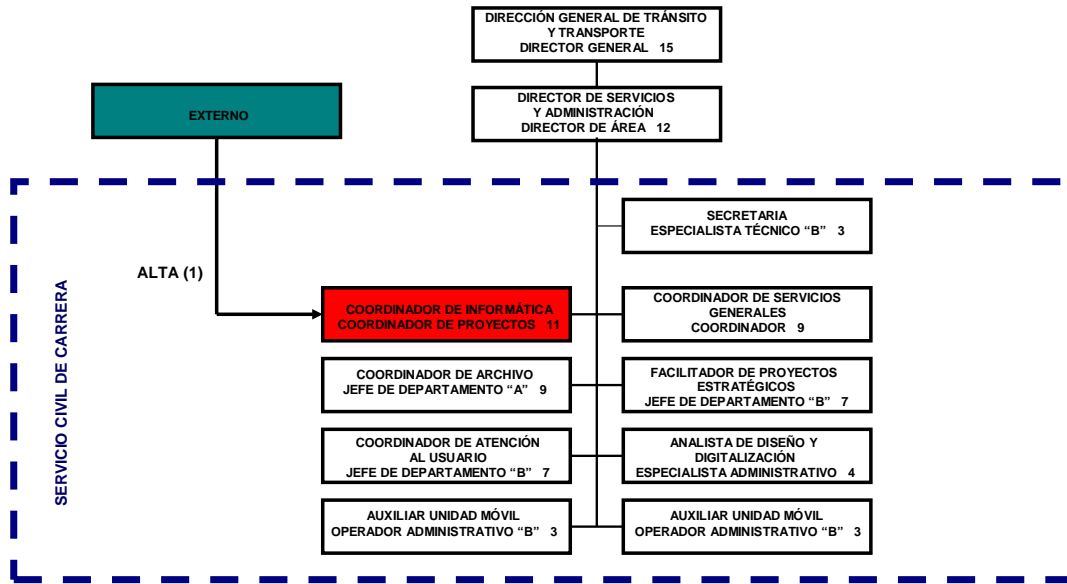 DIRECCIÓN GENERAL DE TRÁNSITO
Y TRANSPORTE
DIRECTOR GENERAL 15
EXTERNO
DIRECTOR DE SERVICIOS
Y ADMINISTRACIÓN
DIRECTOR DE ÁREA 12
SERVICIO CIVIL DE CARRERA
SECRETARIA
ESPECIALISTA TÉCNICO “B” 3
ALTA (1)
COORDINADOR DE INFORMÁTICA
COORDINADOR DE PROYECTOS 11
COORDINADOR DE SERVICIOS
GENERALES
COORDINADOR 9
COORDINADOR DE ARCHIVO
JEFE DE DEPARTAMENTO “A” 9
FACILITADOR DE PROYECTOS
ESTRATÉGICOS
JEFE DE DEPARTAMENTO “B” 7
COORDINADOR DE ATENCIÓN
AL USUARIO
JEFE DE DEPARTAMENTO “B” 7
ANALISTA DE DISEÑO Y
DIGITALIZACIÓN
ESPECIALISTA ADMINISTRATIVO 4
AUXILIAR UNIDAD MÓVIL
OPERADOR ADMINISTRATIVO “B” 3
AUXILIAR UNIDAD MÓVIL
OPERADOR ADMINISTRATIVO “B” 3